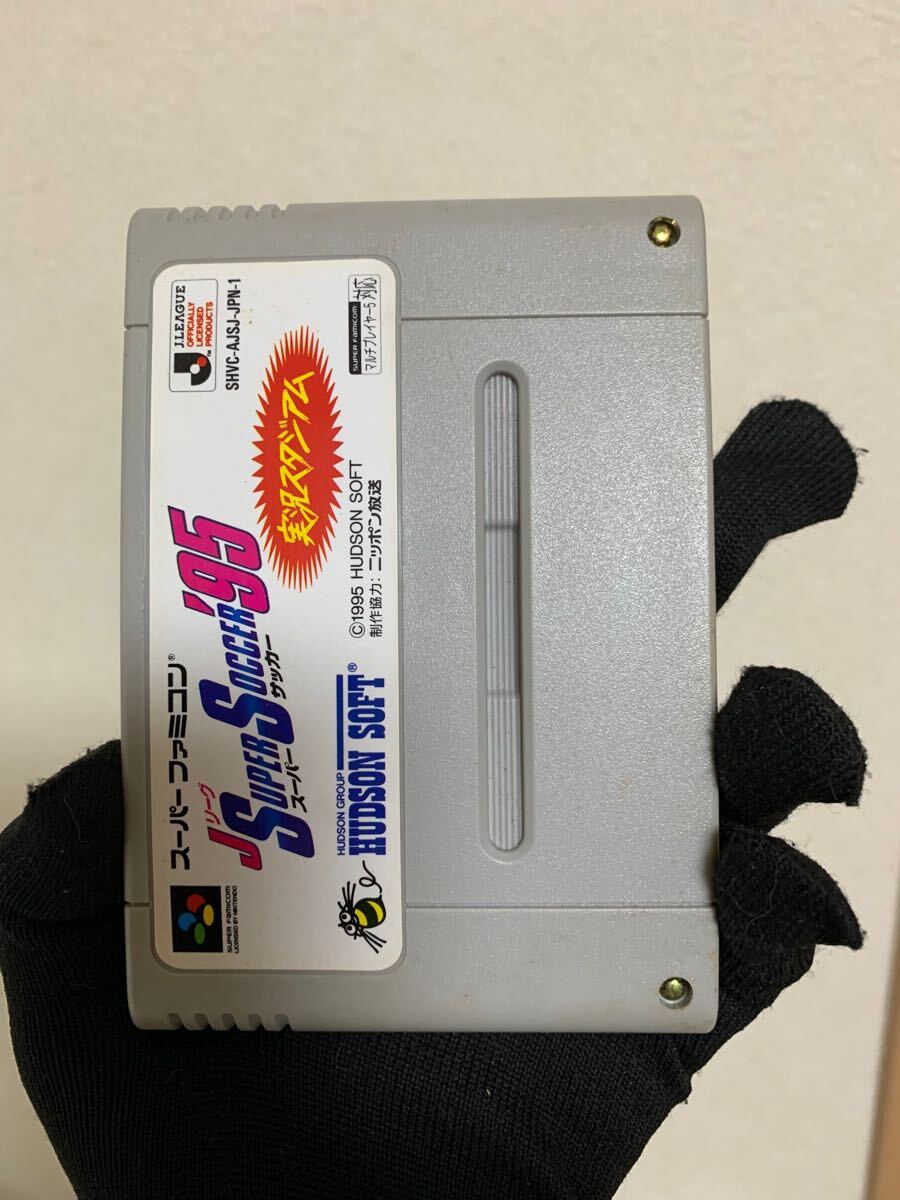 スーパーファミコン®
J.LEAGUE
OFFICIALLY
LICENSED
PRODUCTS
TM
SHVC-AJSJ-JPN-1
Jリーグ
SUPER SOCCER '95
スーパーサッカー
実況スタジアム
SUPER FAMICOM
LICENSED BY NINTENDO
HUDSON GROUP
HUDSON SOFT®
©1995 HUDSON SOFT
制作協力:ニッポン放送
SUPER FAMICOM
マルチプレイヤー5 対応